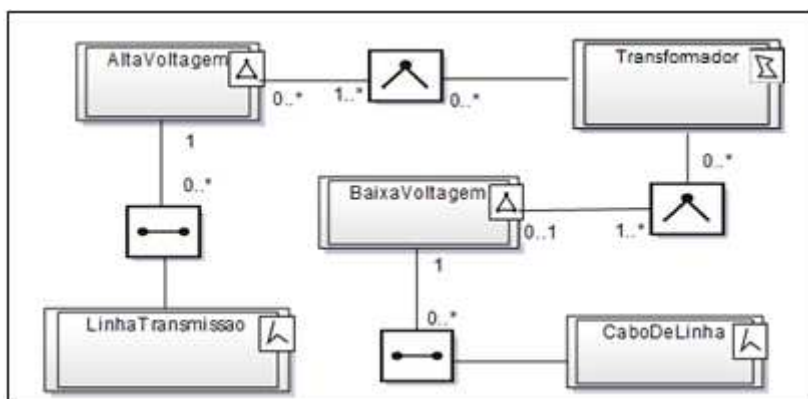 AltaVoltagem
Transformador
0..*
1..*
0..*
1
0..*
0..*
BaixaVoltagem
0..1
1..*
1
0..*
LinhaTransmissao
CaboDeLinha